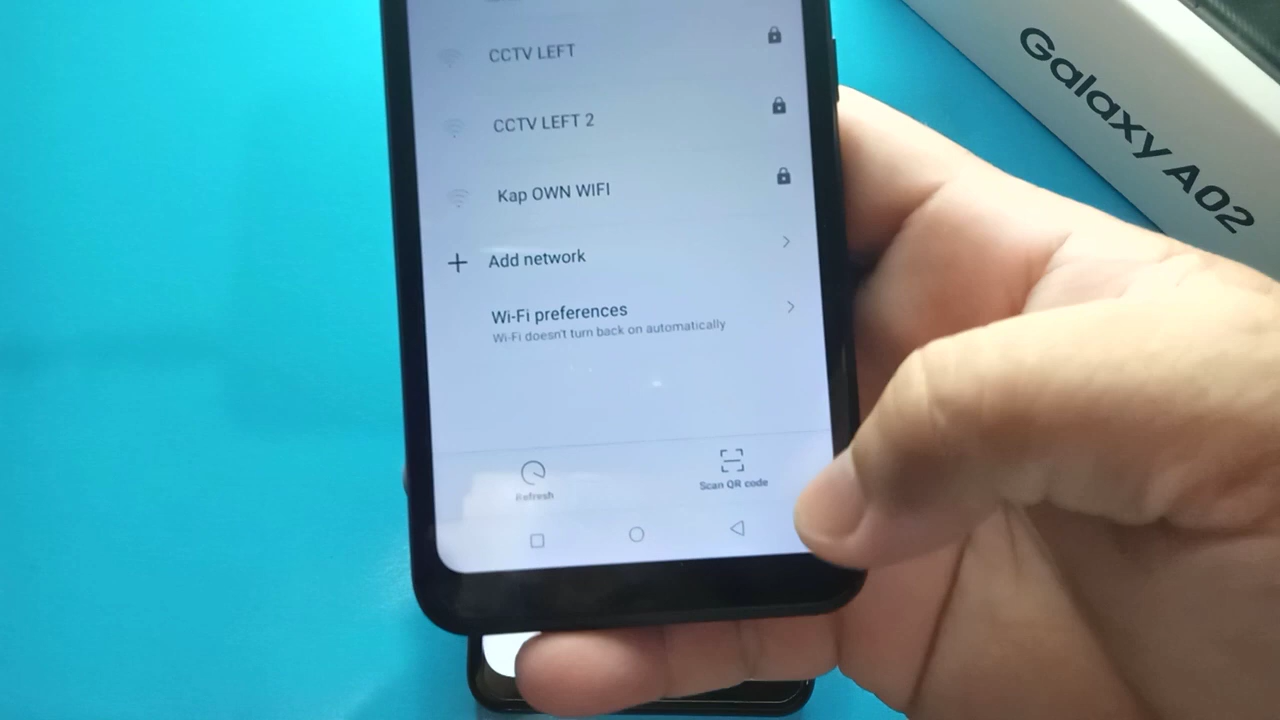 CCTV LEFT
CCTV LEFT 2
Kap OWN WIFI
Add network
Wi-Fi preferences
Wi-Fi doesn't turn back on automatically
Refresh
Scan QR code
Galaxy A02